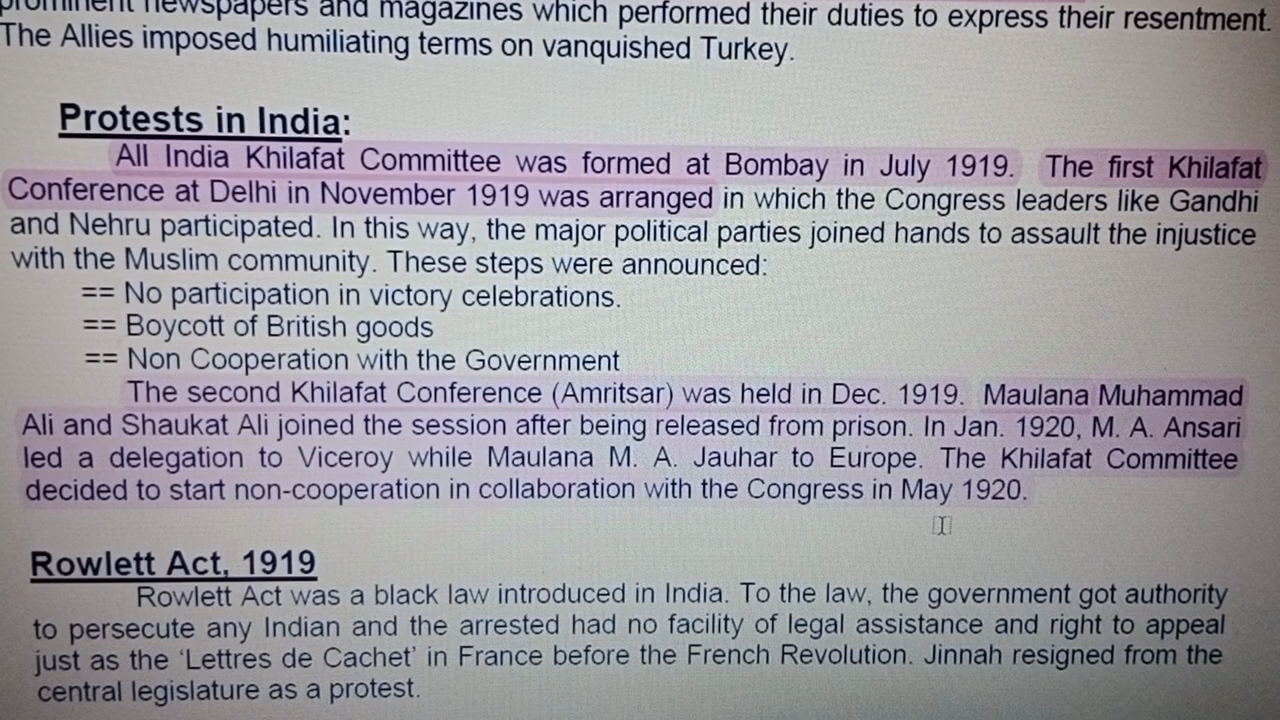 prominent newspapers and magazines which performed their duties to express their resentment.
The Allies imposed humiliating terms on vanquished Turkey.
Protests in India:
All India Khilafat Committee was formed at Bombay in July 1919. The first Khilafat
Conference at Delhi in November 1919 was arranged in which the Congress leaders like Gandhi
and Nehru participated. In this way, the major political parties joined hands to assault the injustice
with the Muslim community. These steps were announced:
== No participation in victory celebrations.
== Boycott of British goods
== Non Cooperation with the Government
The second Khilafat Conference (Amritsar) was held in Dec. 1919. Maulana Muhammad
Ali and Shaukat Ali joined the session after being released from prison. In Jan. 1920, M. A. Ansari
led a delegation to Viceroy while Maulana M. A. Jauhar to Europe. The Khilafat Committee
decided to start non-cooperation in collaboration with the Congress in May 1920.
Rowlett Act, 1919
Rowlett Act was a black law introduced in India. To the law, the government got authority
to persecute any Indian and the arrested had no facility of legal assistance and right to appeal
just as the ‘Lettres de Cachet’ in France before the French Revolution. Jinnah resigned from the
central legislature as a protest.